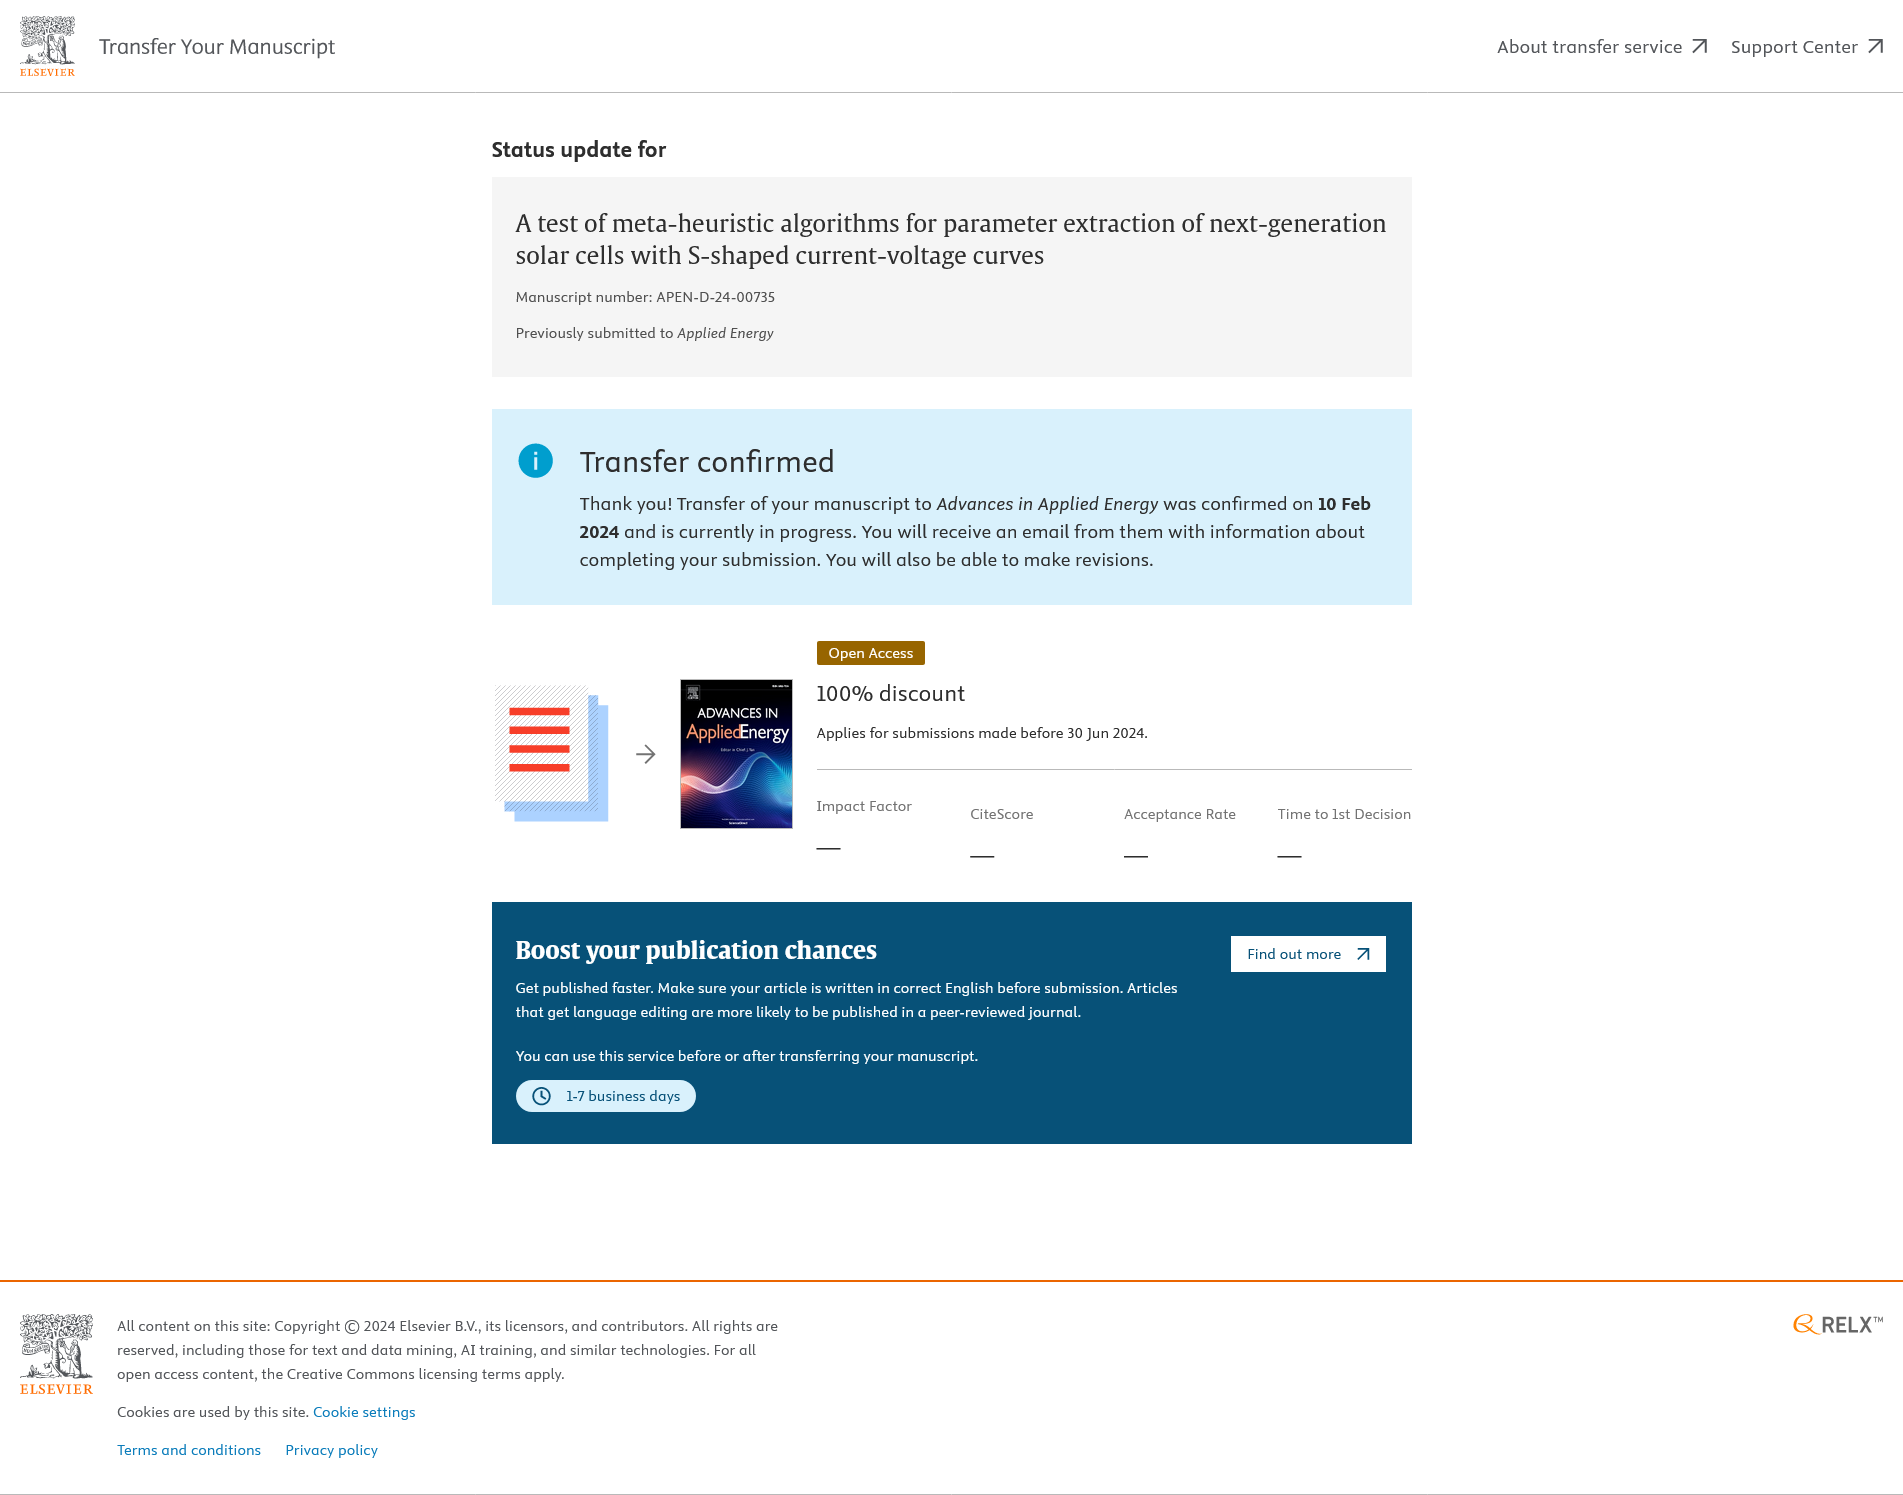 ELSEVIER
Transfer Your Manuscript
About transfer service
Support Center
Status update for
A test of meta-heuristic algorithms for parameter extraction of next-generation
solar cells with S-shaped current-voltage curves
Manuscript number: APEN-D-24-00735
Previously submitted to Applied Energy
Transfer confirmed
Thank you! Transfer of your manuscript to Advances in Applied Energy was confirmed on 10 Feb
2024 and is currently in progress. You will receive an email from them with information about
completing your submission. You will also be able to make revisions.
ADVANCES IN
AppliedEnergy
Open Access
100% discount
Applies for submissions made before 30 Jun 2024.
Impact Factor
CiteScore
Acceptance Rate
Time to 1st Decision
—
—
—
—
Boost your publication chances
Find out more
Get published faster. Make sure your article is written in correct English before submission. Articles
that get language editing are more likely to be published in a peer-reviewed journal.
You can use this service before or after transferring your manuscript.
1-7 business days
ELSEVIER
All content on this site: Copyright © 2024 Elsevier B.V., its licensors, and contributors. All rights are
reserved, including those for text and data mining, AI training, and similar technologies. For all
open access content, the Creative Commons licensing terms apply.
Cookies are used by this site. Cookie settings
Terms and conditions
Privacy policy
RELX™